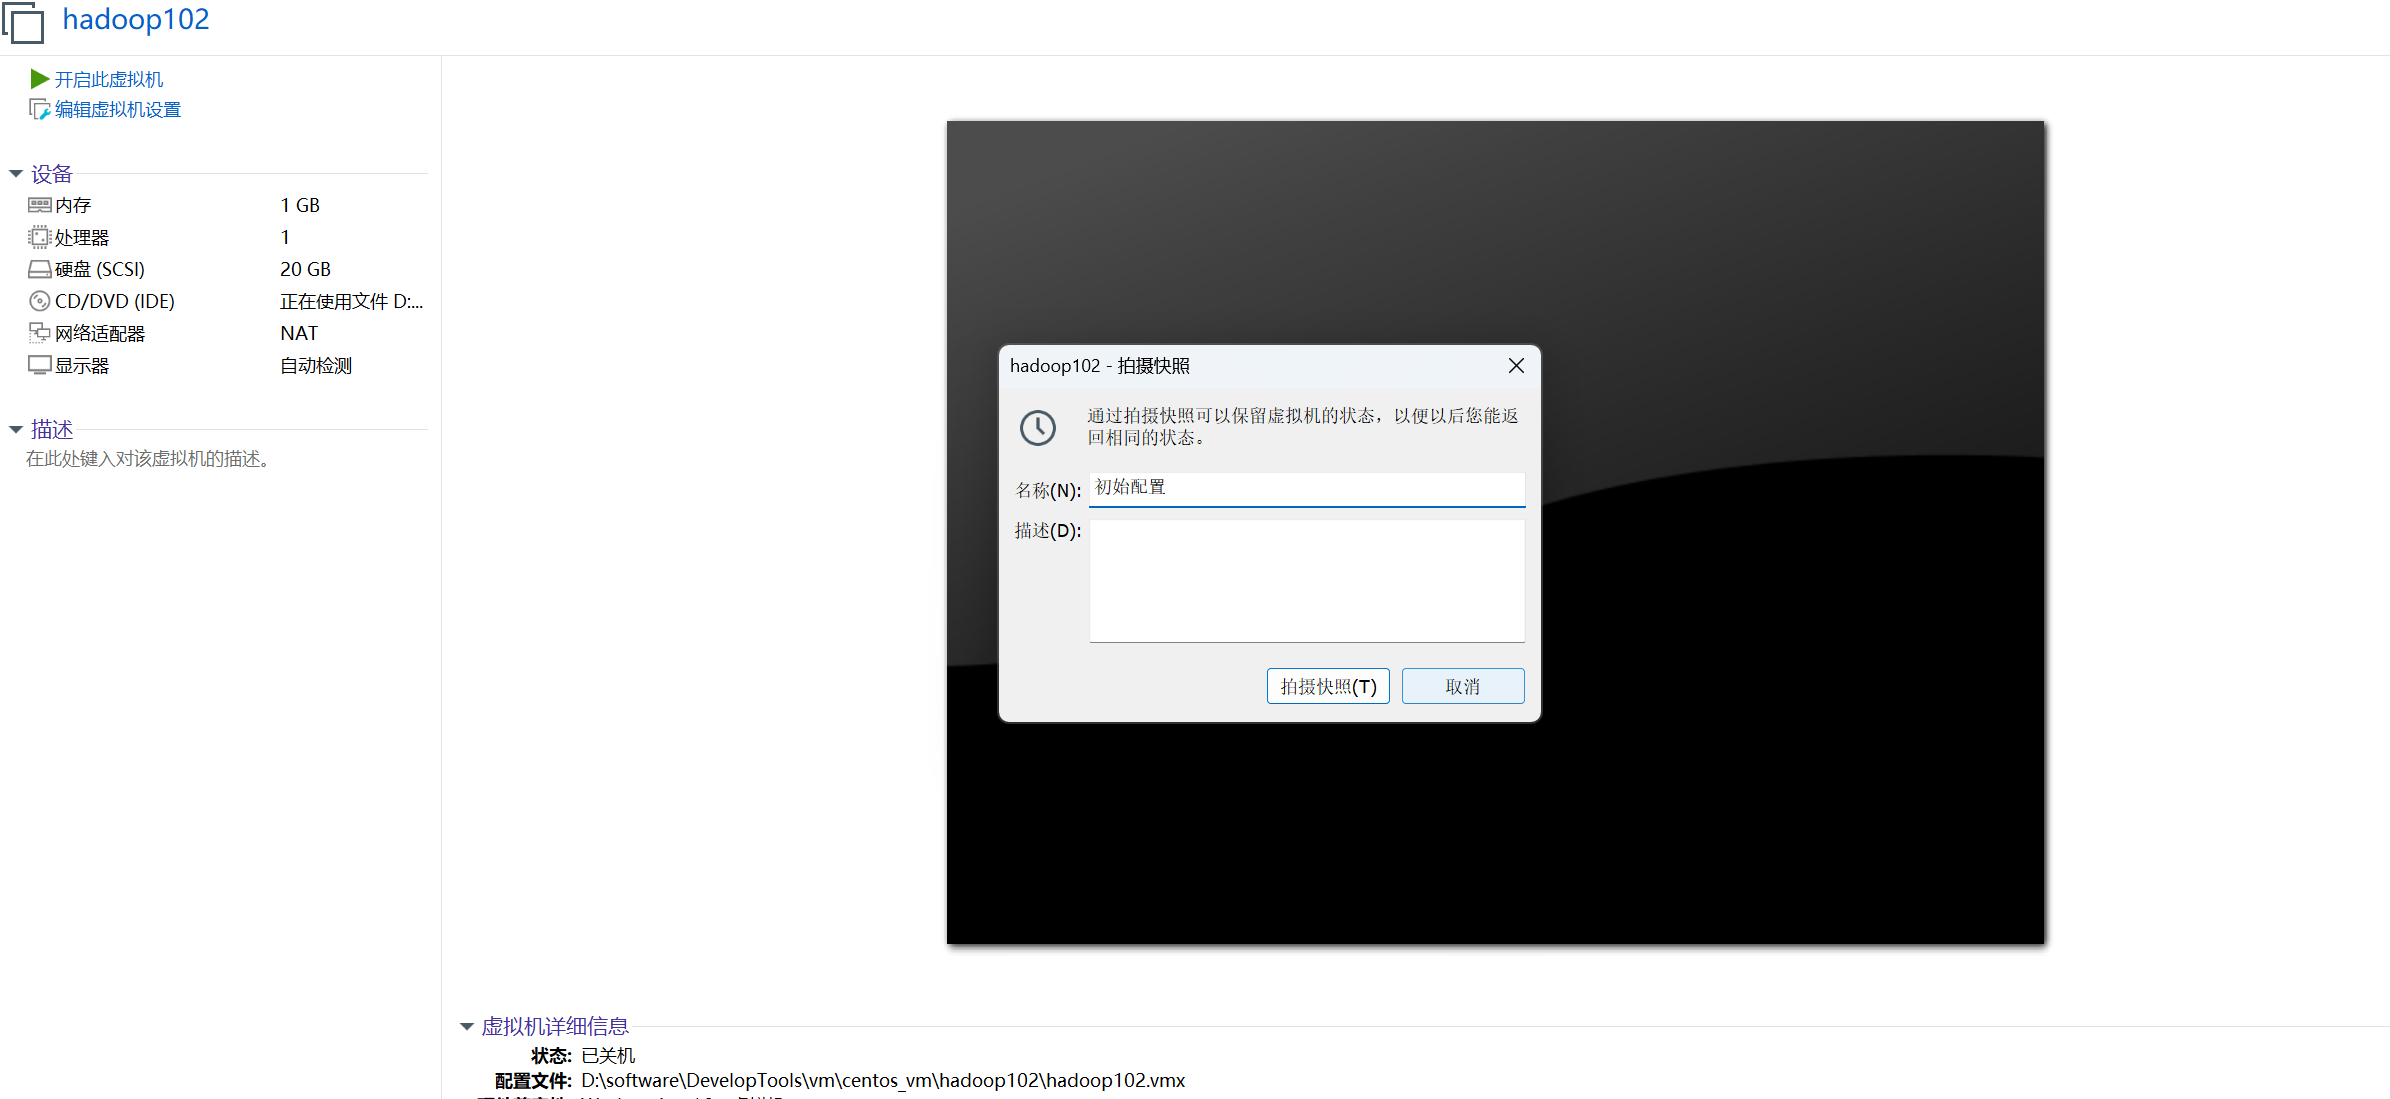 hadoop102
开启此虚拟机
编辑虚拟机设置
设备
内存 1 GB
处理器 1
硬盘 (SCSI) 20 GB
CD/DVD (IDE) 正在使用文件 D:...
网络适配器 NAT
显示器 自动检测
描述
在此处键入对该虚拟机的描述。
hadoop102 - 拍摄快照
通过拍摄快照可以保留虚拟机的状态，以便以后您能返
回相同的状态。
名称(N): 初始配置
描述(D):
拍摄快照(T) 取消
虚拟机详细信息
状态: 已关机
配置文件: D:\software\DevelopTools\vm\centos_vm\hadoop102\hadoop102.vmx